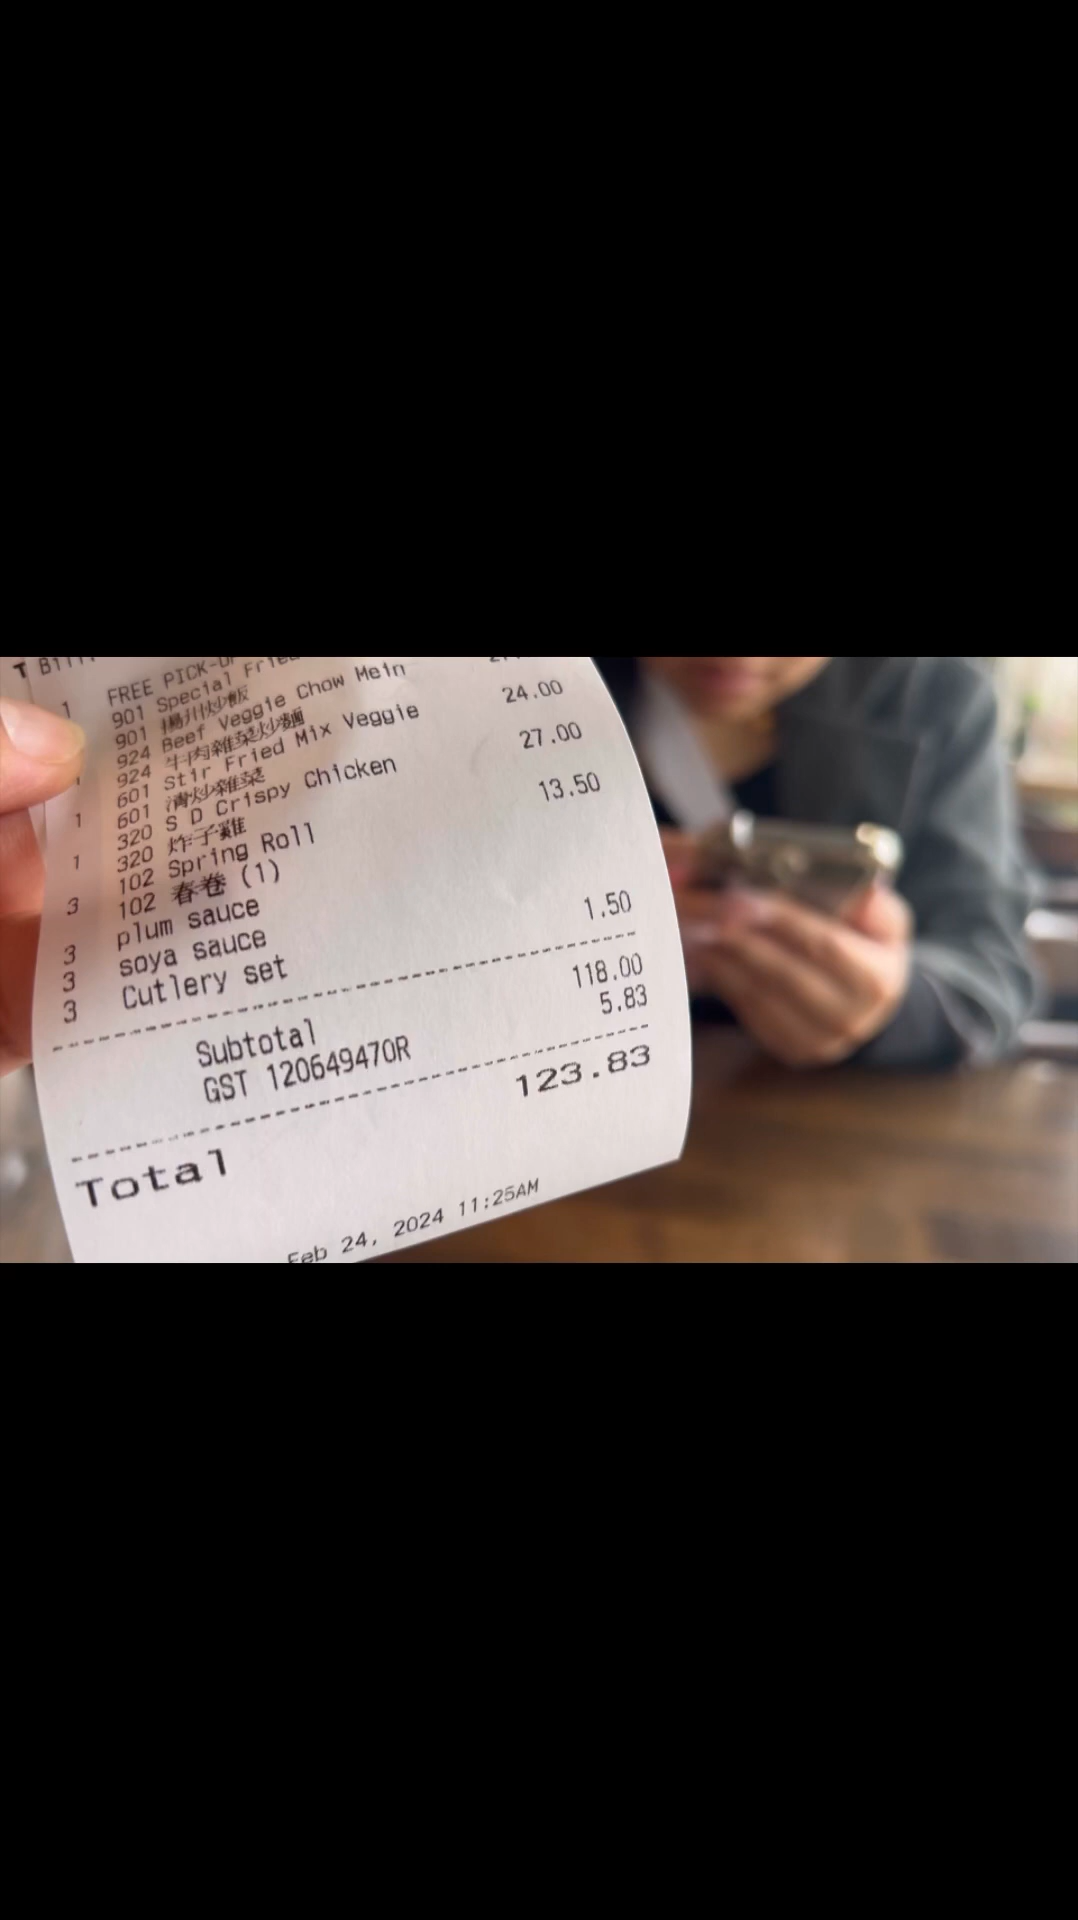 T Bill
FREE PICK-U
1 901 Special Fried
901 揚州炒飯
924 Beef Veggie Chow Mein 24.00
924 牛肉雜菜炒麵
601 Stir Fried Mix Veggie 27.00
1 601 清炒雜菜
320 S D Crispy Chicken 13.50
1 320 炸子雞
102 Spring Roll
3 102 春卷 (1)
plum sauce
3 soya sauce
3 Cutlery set 1.50
3
Subtotal 118.00
GST 120649470R 5.83
Total 123.83
Feb 24, 2024 11:25AM